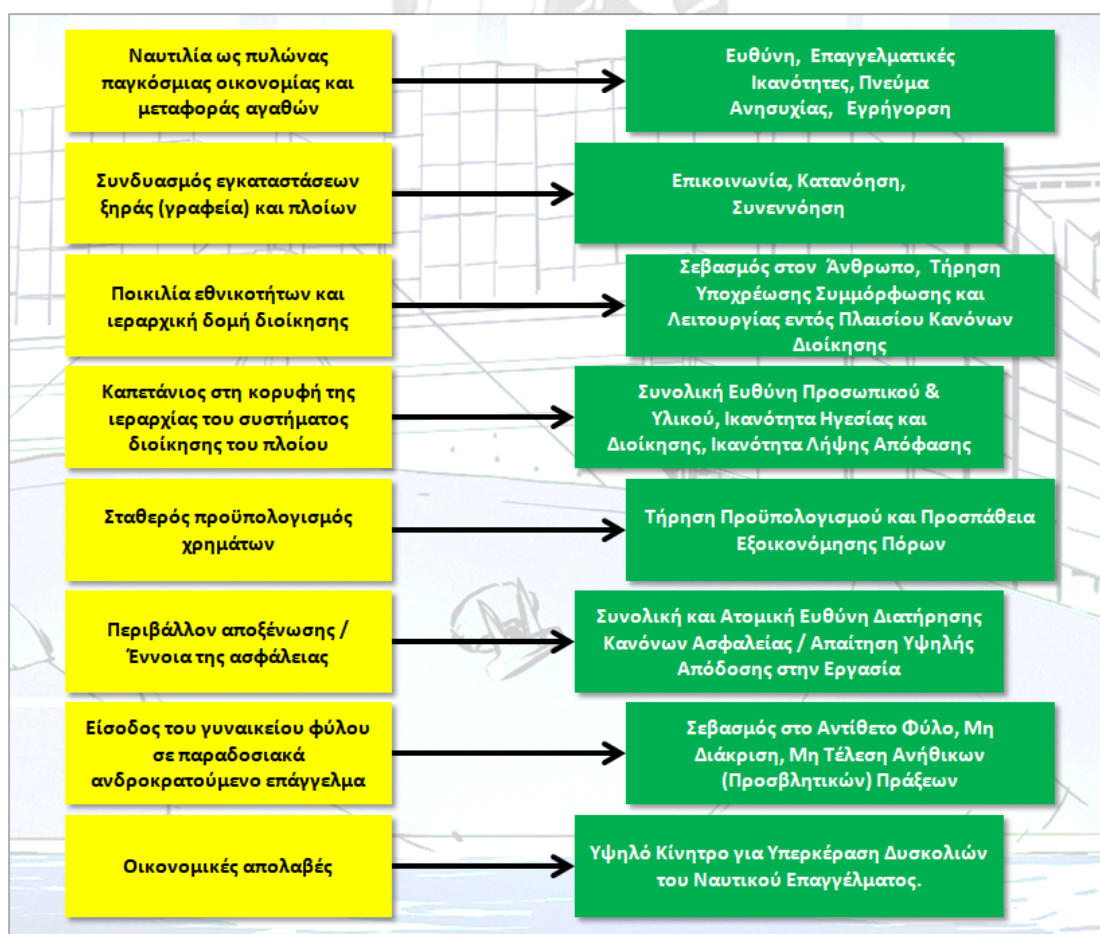 Ναυτιλία ως πυλώνας
παγκόσμιας οικονομίας και
μεταφοράς αγαθών
Ευθύνη, Επαγγελματικές
Ικανότητες, Πνεύμα
Ανησυχίας, Εγρήγορση
Συνδυασμός εγκαταστάσεων
ξηράς (γραφεία) και πλοίων
Επικοινωνία, Κατανόηση,
Συνεννόηση
Ποικιλία εθνικοτήτων και
ιεραρχική δομή διοίκησης
Σεβασμός στον Άνθρωπο, Τήρηση
Υποχρέωσης Συμμόρφωσης και
Λειτουργίας εντός Πλαισίου Κανόνων
Διοίκησης
Καπετάνιος στη κορυφή της
ιεραρχίας του συστήματος
διοίκησης του πλοίου
Συνολική Ευθύνη Προσωπικού &
Υλικού, Ικανότητα Ηγεσίας και
Διοίκησης, Ικανότητα Λήψης Απόφασης
Σταθερός προϋπολογισμός
χρημάτων
Τήρηση Προϋπολογισμού και Προσπάθεια
Εξοικονόμησης Πόρων
Περιβάλλον αποξένωσης /
Έννοια της ασφάλειας
Συνολική και Ατομική Ευθύνη Διατήρησης
Κανόνων Ασφαλείας / Απαίτηση Υψηλής
Απόδοσης στην Εργασία
Είσοδος του γυναικείου φύλου
σε παραδοσιακά
ανδροκρατούμενο επάγγελμα
Σεβασμός στο Αντίθετο Φύλο, Μη
Διάκριση, Μη Τέλεση Ανήθικων
(Προσβλητικών) Πράξεων
Οικονομικές απολαβές
Υψηλό Κίνητρο για Υπερκέραση Δυσκολιών
του Ναυτικού Επαγγέλματος.